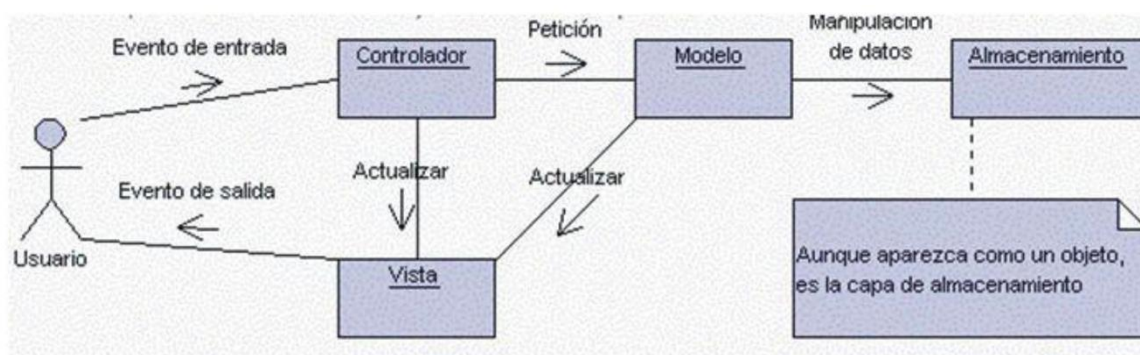 Evento de entrada
Controlador
Petición
Modelo
Manipulación
de datos
Almacenamiento
Actualizar
Actualizar
Evento de salida
Usuario
Vista
Aunque aparezca como un objeto,
es la capa de almacenamiento